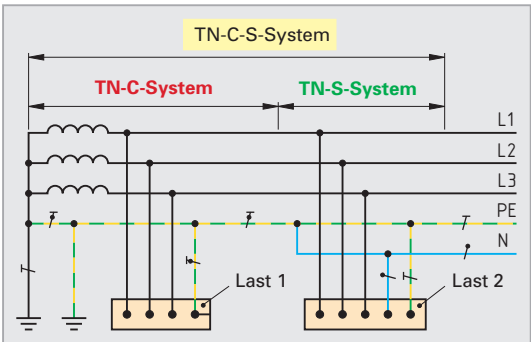 TN-C-S-System
TN-C-System
TN-S-System
L1
L2
L3
PE
N
Last 1
Last 2